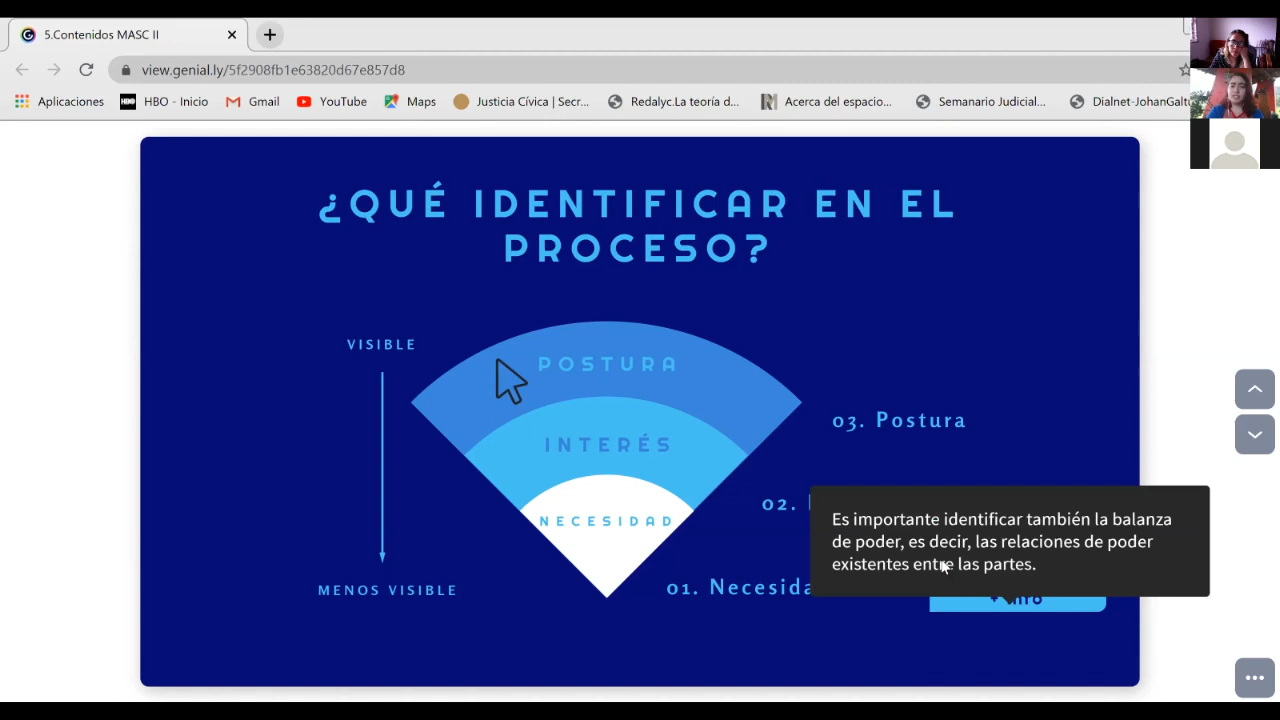 5.Contenidos MASC II
view.genial.ly/5f2908fb1e63820d67e857d8
Aplicaciones
HBO - Inicio
Gmail
YouTube
Maps
Justicia Cívica | Secr...
Redalyc.La teoría d...
Acerca del espacio...
Semanario Judicial...
Dialnet-JohanGaltu
¿QUÉ IDENTIFICAR EN EL
PROCESO?
VISIBLE
POSTURA
03. Postura
INTERÉS
02.
NECESIDAD
Es importante identificar también la balanza
de poder, es decir, las relaciones de poder
existentes entre las partes.
MENOS VISIBLE
01. Necesida
+ info